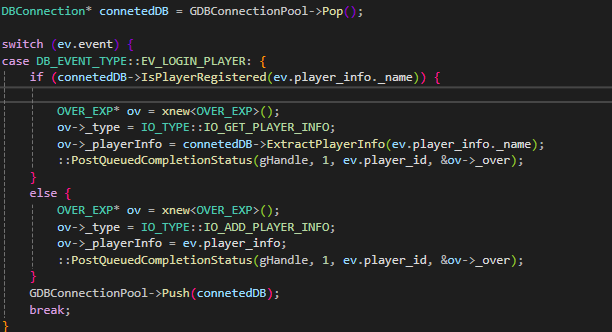 DBConnection* connetedDB = GDBConnectionPool->Pop();
switch (ev.event) {
case DB_EVENT_TYPE::EV_LOGIN_PLAYER: {
if (connetedDB->IsPlayerRegistered(ev.player_info._name)) {
OVER_EXP* ov = xnew<OVER_EXP>();
ov->_type = IO_TYPE::IO_GET_PLAYER_INFO;
ov->_playerInfo = connetedDB->ExtractPlayerInfo(ev.player_info._name);
::PostQueuedCompletionStatus(gHandle, 1, ev.player_id, &ov->_over);
}
else {
OVER_EXP* ov = xnew<OVER_EXP>();
ov->_type = IO_TYPE::IO_ADD_PLAYER_INFO;
ov->_playerInfo = ev.player_info;
::PostQueuedCompletionStatus(gHandle, 1, ev.player_id, &ov->_over);
}
GDBConnectionPool->Push(connetedDB);
break;
}